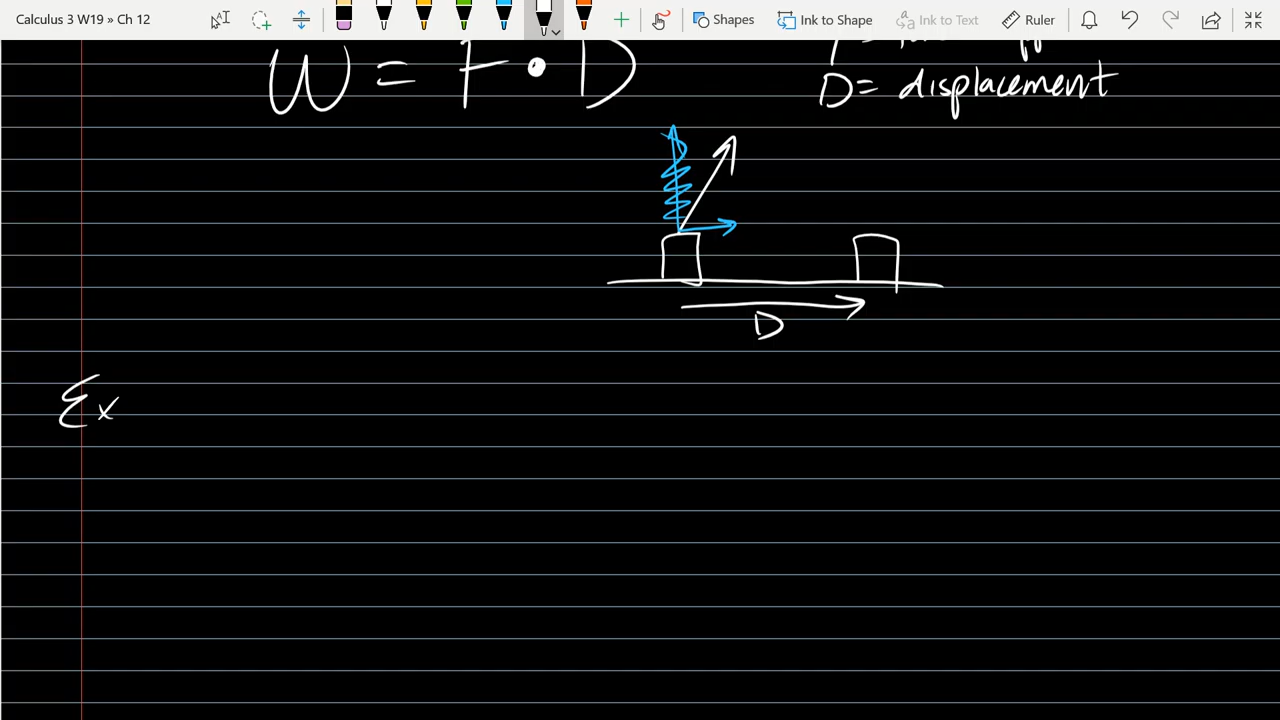 Calculus 3 W19 » Ch 12
Shapes
Ink to Shape
Ink to Text
Ruler
W = F • D
D = displacement
D
Ex